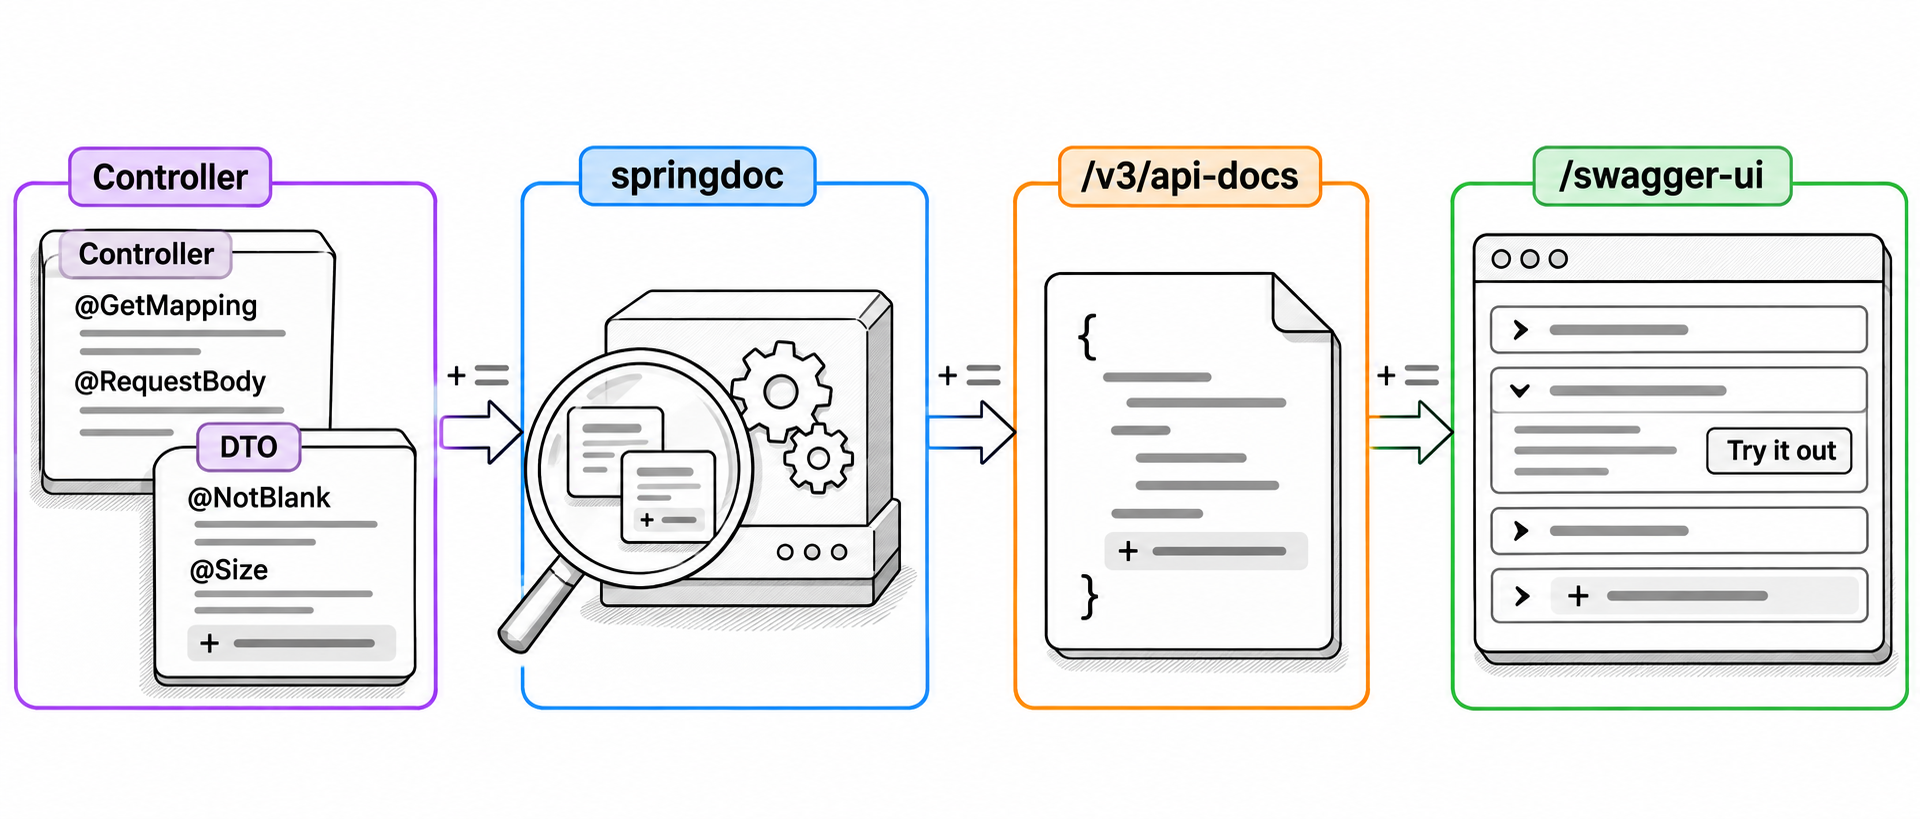 Controller
Controller
@GetMapping
@RequestBody
DTO
@NotBlank
@Size
+
+ =
springdoc
+
+ =
/v3/api-docs
{
+
}
+ =
/swagger-ui
Try it out
+